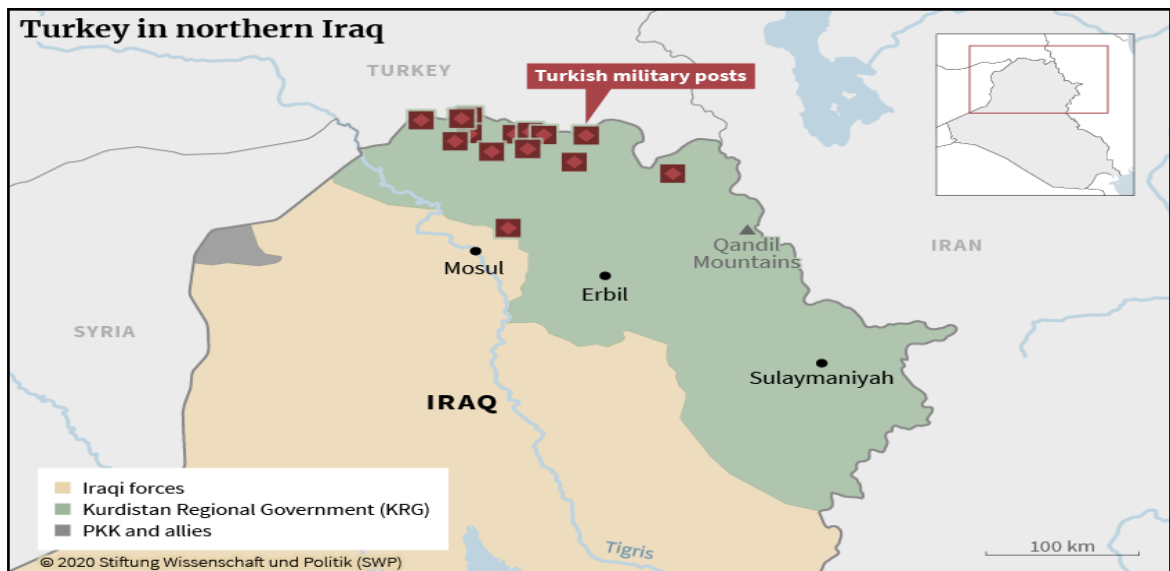 Turkey in northern Iraq
TURKEY
Turkish military posts
Qandil
Mountains
IRAN
Mosul
Erbil
SYRIA
Sulaymaniyah
IRAQ
Iraqi forces
Kurdistan Regional Government (KRG)
PKK and allies
Tigris
100 km
© 2020 Stiftung Wissenschaft und Politik (SWP)